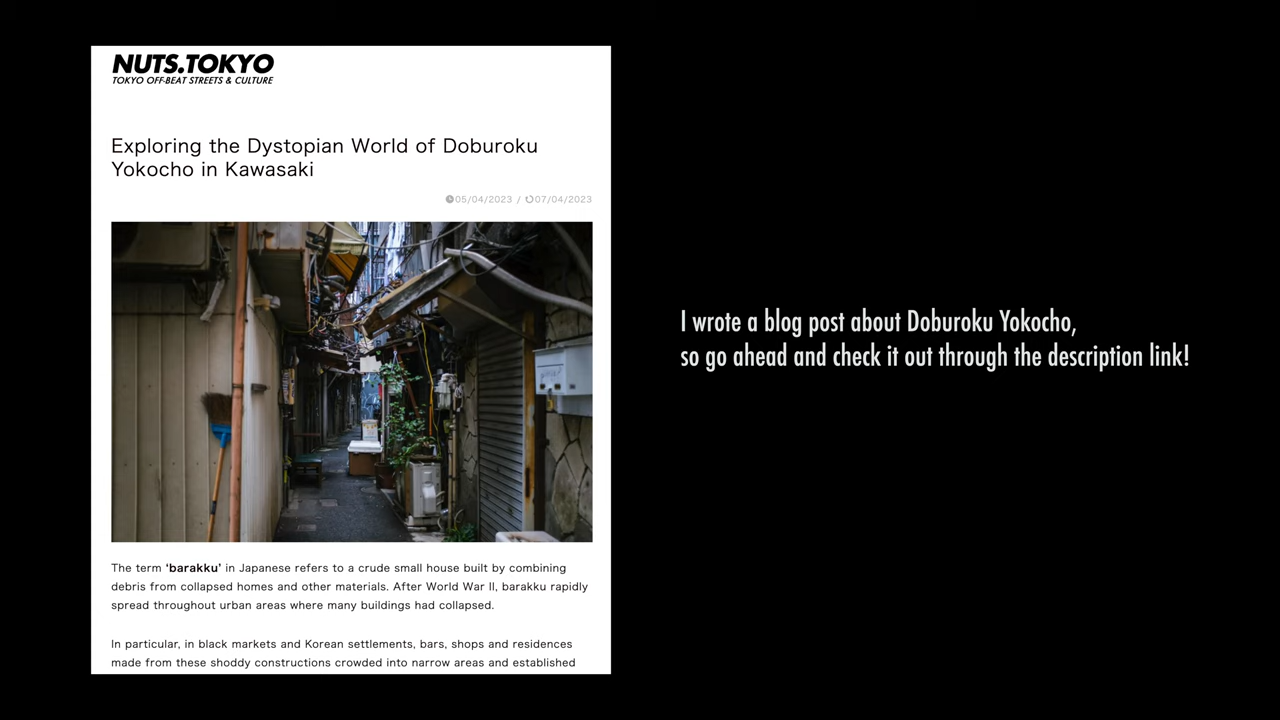 NUTS.TOKYO
TOKYO OFF-BEAT STREETS & CULTURE
Exploring the Dystopian World of Doburoku
Yokocho in Kawasaki
05/04/2023 / 07/04/2023
The term ‘barakku’ in Japanese refers to a crude small house built by combining
debris from collapsed homes and other materials. After World War II, barakku rapidly
spread throughout urban areas where many buildings had collapsed.
In particular, in black markets and Korean settlements, bars, shops and residences
made from these shoddy constructions crowded into narrow areas and established
I wrote a blog post about Doburoku Yokocho,
so go ahead and check it out through the description link!